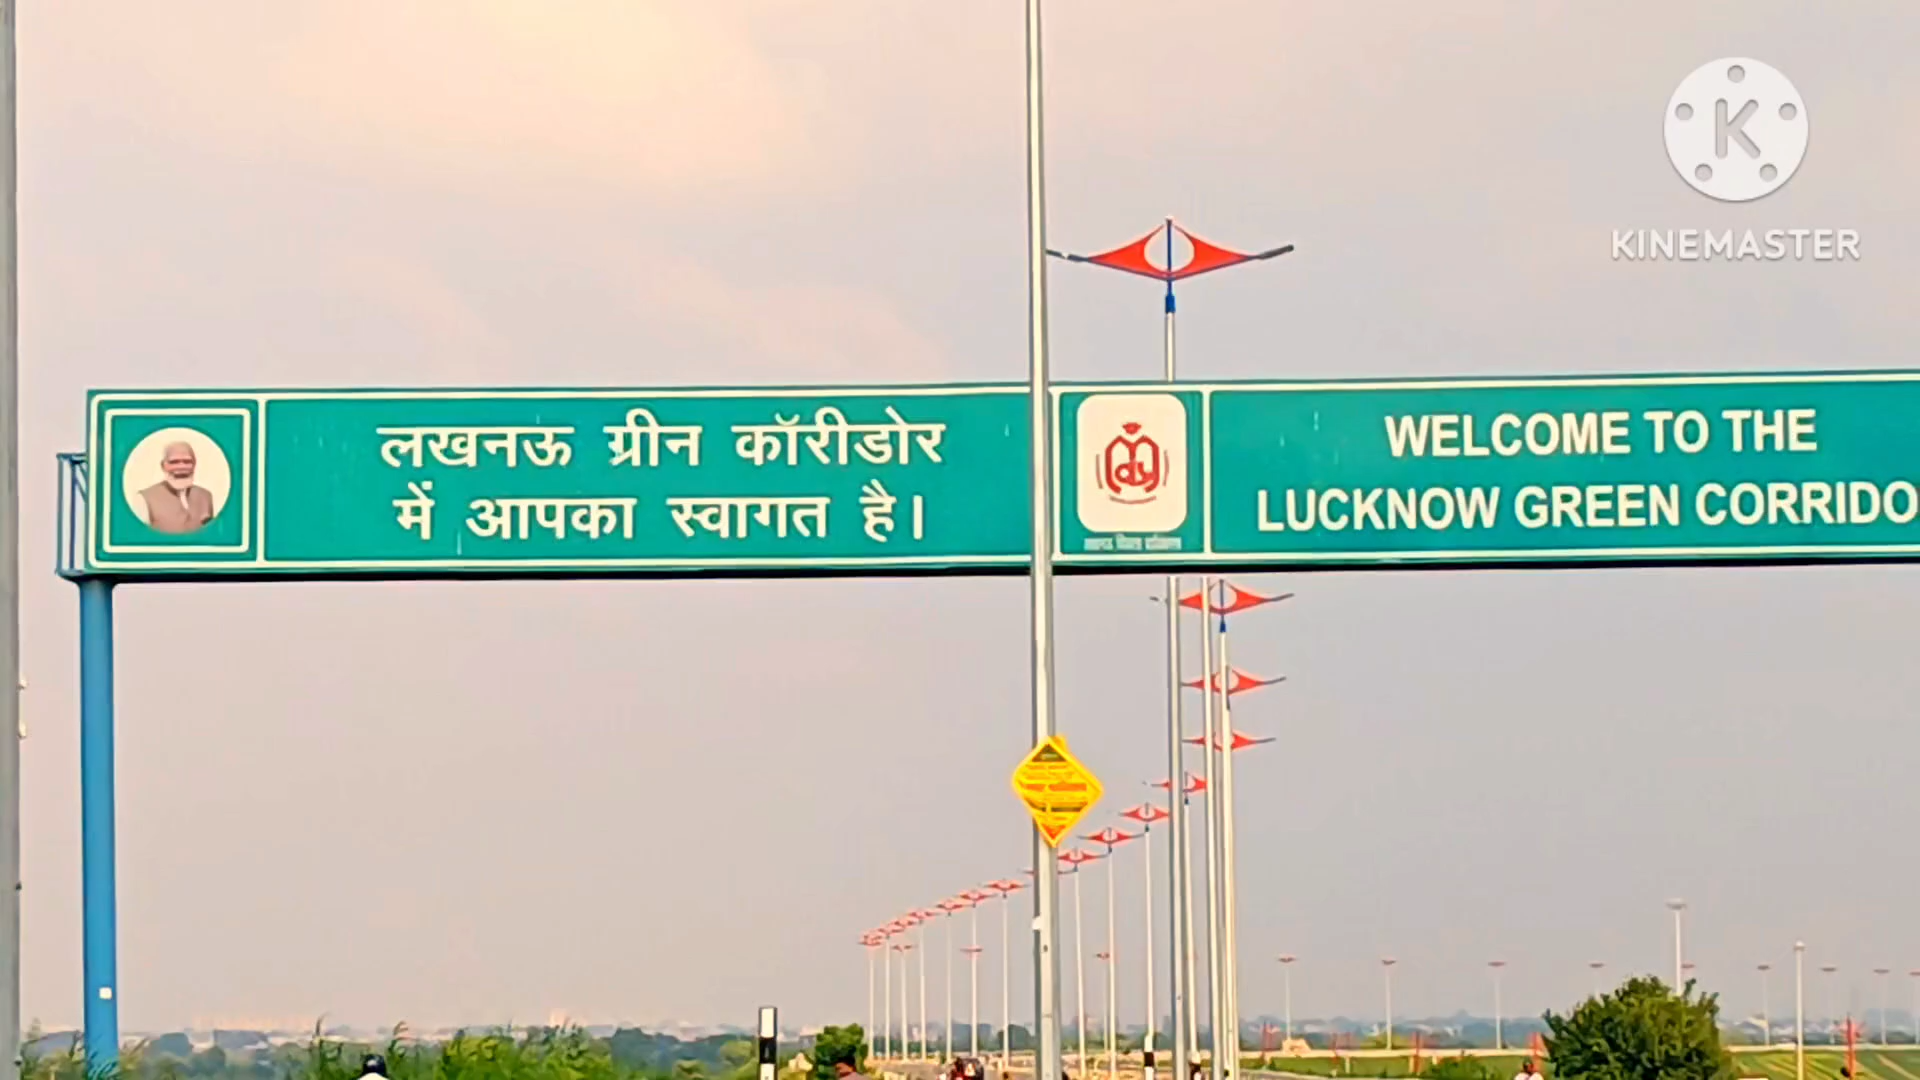 KINEMASTER
लखनऊ ग्रीन कॉरीडोर
में आपका स्वागत है।
WELCOME TO THE
LUCKNOW GREEN CORRIDO